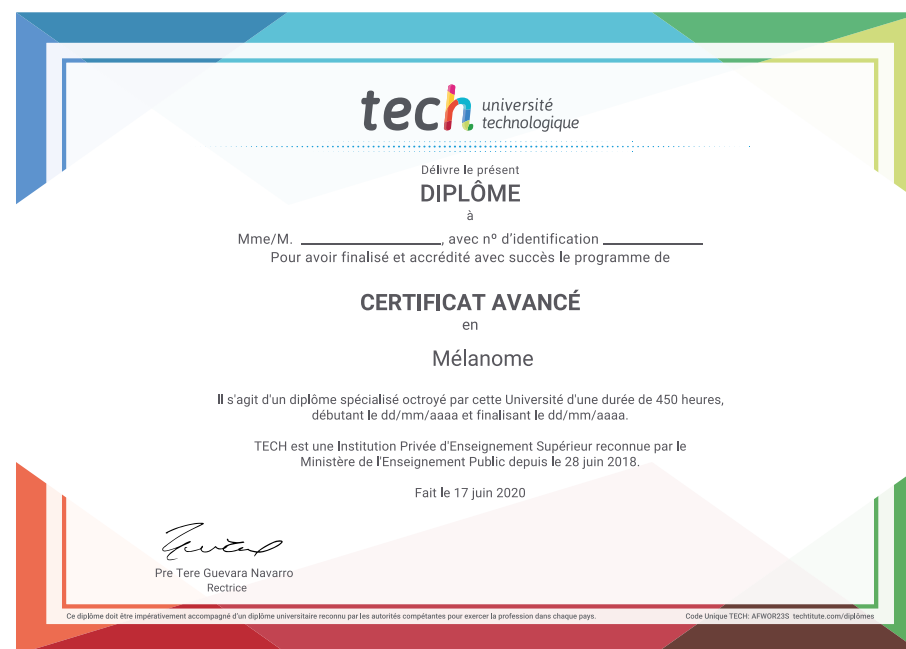 tech université
technologique
Délivre le présent
DIPLÔME
à
Mme/M. ____________________, avec nº d'identification ______________
Pour avoir finalisé et accrédité avec succès le programme de
CERTIFICAT AVANCÉ
en
Mélanome
Il s'agit d'un diplôme spécialisé octroyé par cette Université d'une durée de 450 heures,
débutant le dd/mm/aaaa et finalisant le dd/mm/aaaa.
TECH est une Institution Privée d'Enseignement Supérieur reconnue par le
Ministère de l'Enseignement Public depuis le 28 juin 2018.
Fait le 17 juin 2020
Pre Tere Guevara Navarro
Rectrice
Ce diplôme doit être impérativement accompagné d'un diplôme universitaire reconnu par les autorités compétantes pour exercer la profession dans chaque pays.
Code Unique TECH: AFWOR23S techtitute.com/diplômes